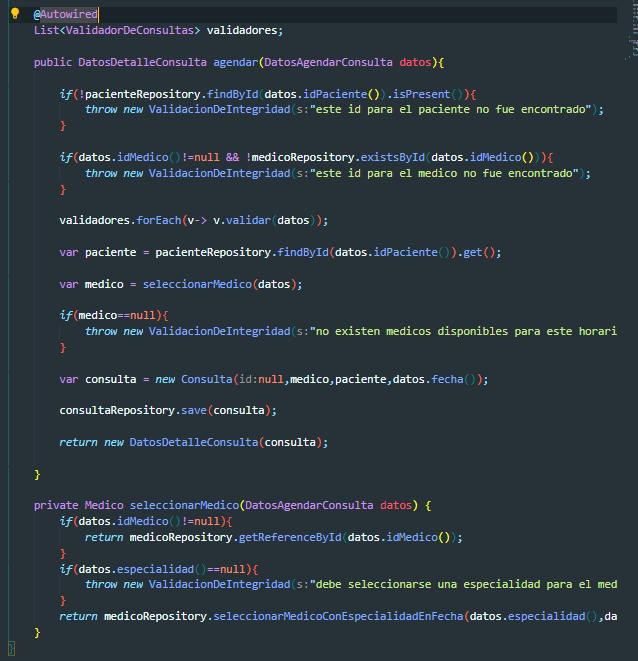 @Autowired
List<ValidadorDeConsultas> validadores;
public DatosDetalleConsulta agendar(DatosAgendarConsulta datos){
if(!pacienteRepository.findById(datos.idPaciente()).isPresent()){
throw new ValidacionDeIntegridad(s:"este id para el paciente no fue encontrado");
}
if(datos.idMedico()!=null && !medicoRepository.existsById(datos.idMedico())){
throw new ValidacionDeIntegridad(s:"este id para el medico no fue encontrado");
}
validadores.forEach(v-> v.validar(datos));
var paciente = pacienteRepository.findById(datos.idPaciente()).get();
var medico = seleccionarMedico(datos);
if(medico==null){
throw new ValidacionDeIntegridad(s:"no existen medicos disponibles para este horari
}
var consulta = new Consulta(id:null,medico,paciente,datos.fecha());
consultaRepository.save(consulta);
return new DatosDetalleConsulta(consulta);
}
private Medico seleccionarMedico(DatosAgendarConsulta datos) {
if(datos.idMedico()!=null){
return medicoRepository.getReferenceById(datos.idMedico());
}
if(datos.especialidad()==null){
throw new ValidacionDeIntegridad(s:"debe seleccionarse una especialidad para el med
}
return medicoRepository.seleccionarMedicoConEspecialidadEnFecha(datos.especialidad(),da
}
}